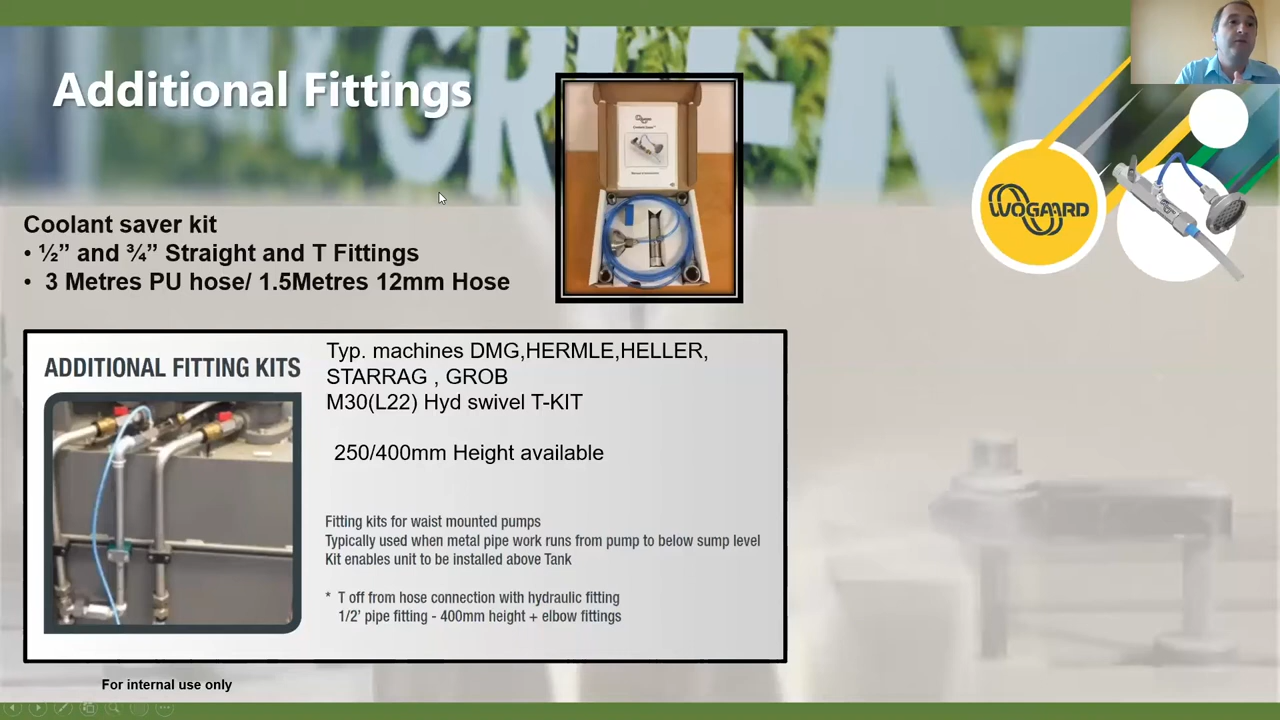 Additional Fittings
WOGAARD
Coolant saver kit
• ½” and ¾” Straight and T Fittings
• 3 Metres PU hose/ 1.5Metres 12mm Hose
ADDITIONAL FITTING KITS
Typ. machines DMG,HERMLE,HELLER,
STARRAG , GROB
M30(L22) Hyd swivel T-KIT
250/400mm Height available
Fitting kits for waist mounted pumps
Typically used when metal pipe work runs from pump to below sump level
Kit enables unit to be installed above Tank
* T off from hose connection with hydraulic fitting
1/2’ pipe fitting - 400mm height + elbow fittings
For internal use only